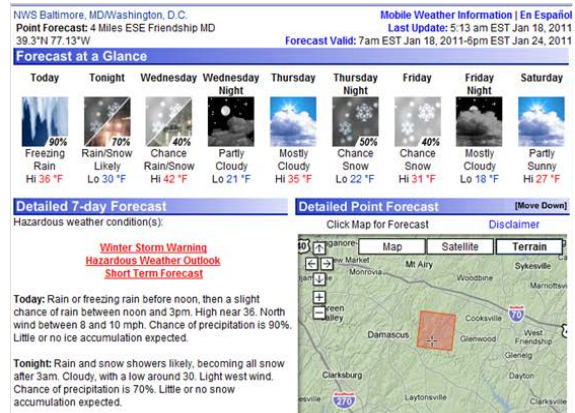 NWS Baltimore, MD/Washington, D.C.
Point Forecast: 4 Miles ESE Friendship MD
39.3°N 77.13°W
Mobile Weather Information | En Español
Last Update: 5:13 am EST Jan 18, 2011
Forecast Valid: 7am EST Jan 18, 2011-6pm EST Jan 24, 2011
Forecast at a Glance
Today
90%
Freezing
Rain
Hi 36 °F
Tonight
70%
Rain/Snow
Likely
Lo 30 °F
Wednesday
40%
Chance
Rain/Snow
Hi 42 °F
Wednesday
Night
Partly
Cloudy
Lo 21 °F
Thursday
Mostly
Cloudy
Hi 35 °F
Thursday
Night
50%
Chance
Snow
Lo 22 °F
Friday
40%
Chance
Snow
Hi 31 °F
Friday
Night
Mostly
Cloudy
Lo 18 °F
Saturday
Partly
Sunny
Hi 27 °F
Detailed 7-day Forecast
Hazardous weather condition(s):
Winter Storm Warning
Hazardous Weather Outlook
Short Term Forecast
Today: Rain or freezing rain before noon, then a slight
chance of rain between noon and 3pm. High near 36. North
wind between 8 and 10 mph. Chance of precipitation is 90%.
Little or no ice accumulation expected.
Tonight: Rain and snow showers likely, becoming all snow
after 3am. Cloudy, with a low around 30. Light west wind.
Chance of precipitation is 70%. Little or no snow
accumulation expected.
Detailed Point Forecast
[Move Down]
Click Map for Forecast
Disclaimer
Map
Satellite
Terrain
40
ganore-
New Market
Mt Airy
Sykesville
Monrovia
Woodbine
Marriottsv
reen
alley
Cooksville
70
Damascus
Glenwood
West
Friendship
Glenelg
Clarksburg
Dayton
Laytonsville
Clarksville
270